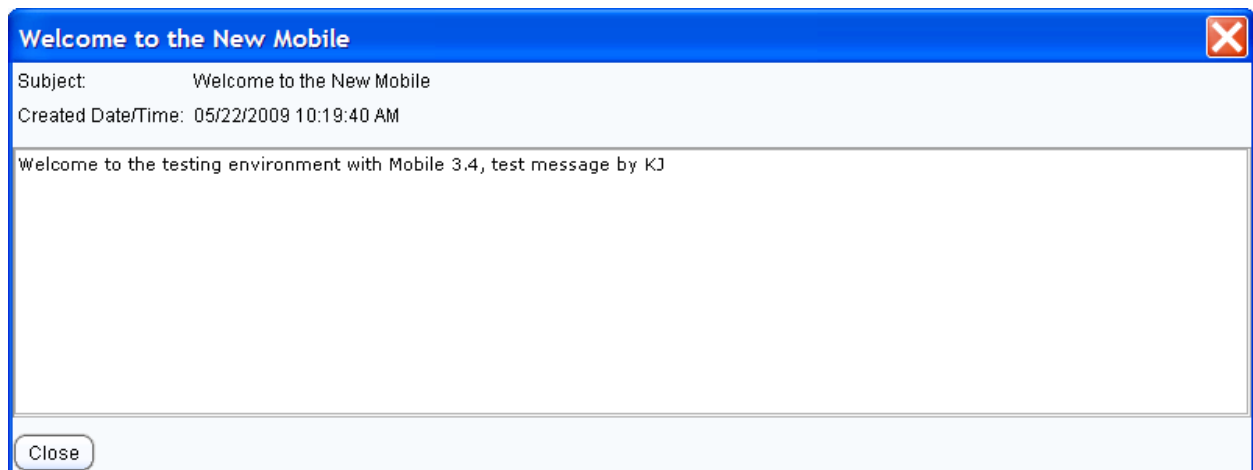 Welcome to the New Mobile
Subject: Welcome to the New Mobile
Created Date/Time: 05/22/2009 10:19:40 AM
Welcome to the testing environment with Mobile 3.4, test message by KJ
Close